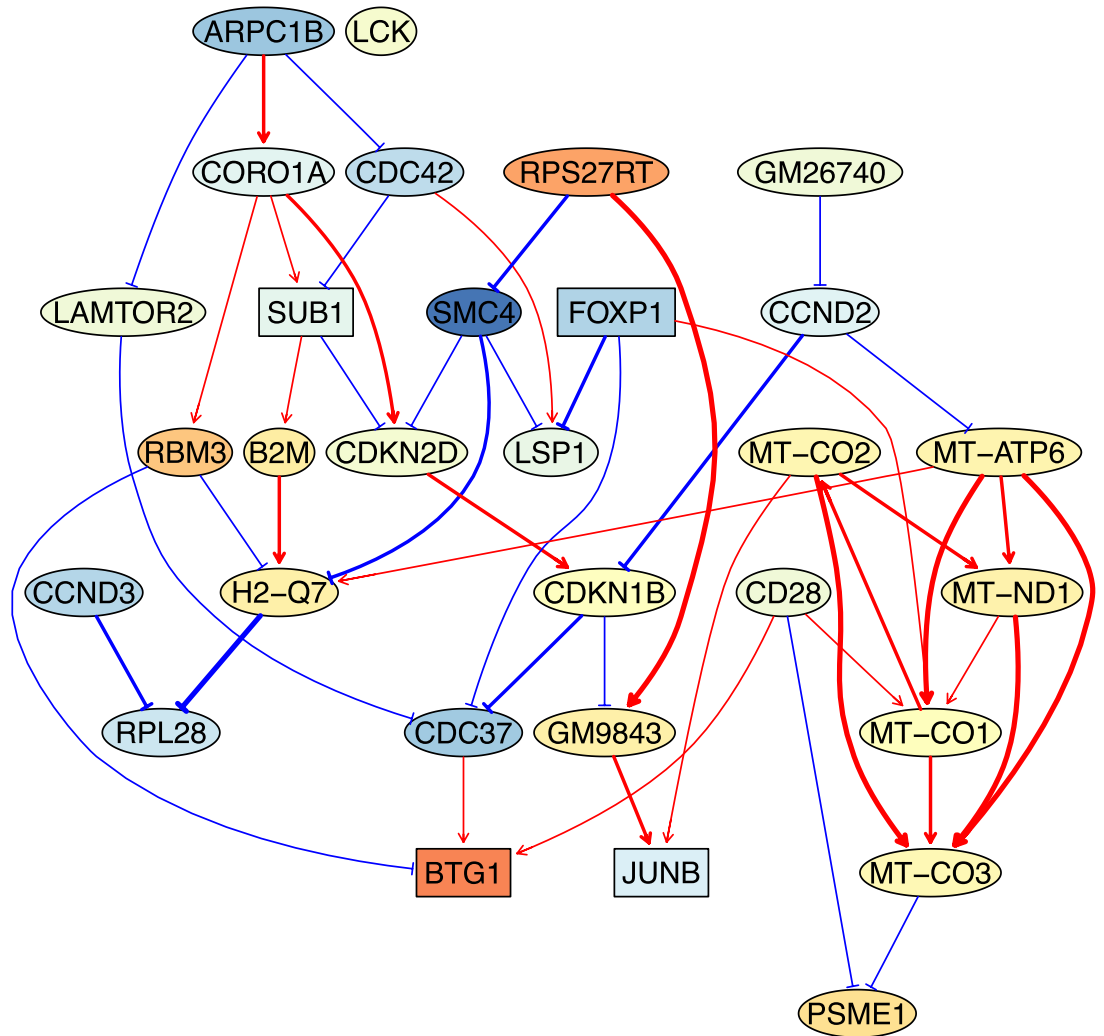 ARPC1B LCK
CORO1A CDC42 RPS27RT GM26740
LAMTOR2 SUB1 SMC4 FOXP1 CCND2
RBM3 B2M CDKN2D LSP1 MT−CO2 MT−ATP6
CCND3 H2−Q7 CDKN1B CD28 MT−ND1
RPL28 CDC37 GM9843 MT−CO1
BTG1 JUNB MT−CO3
PSME1